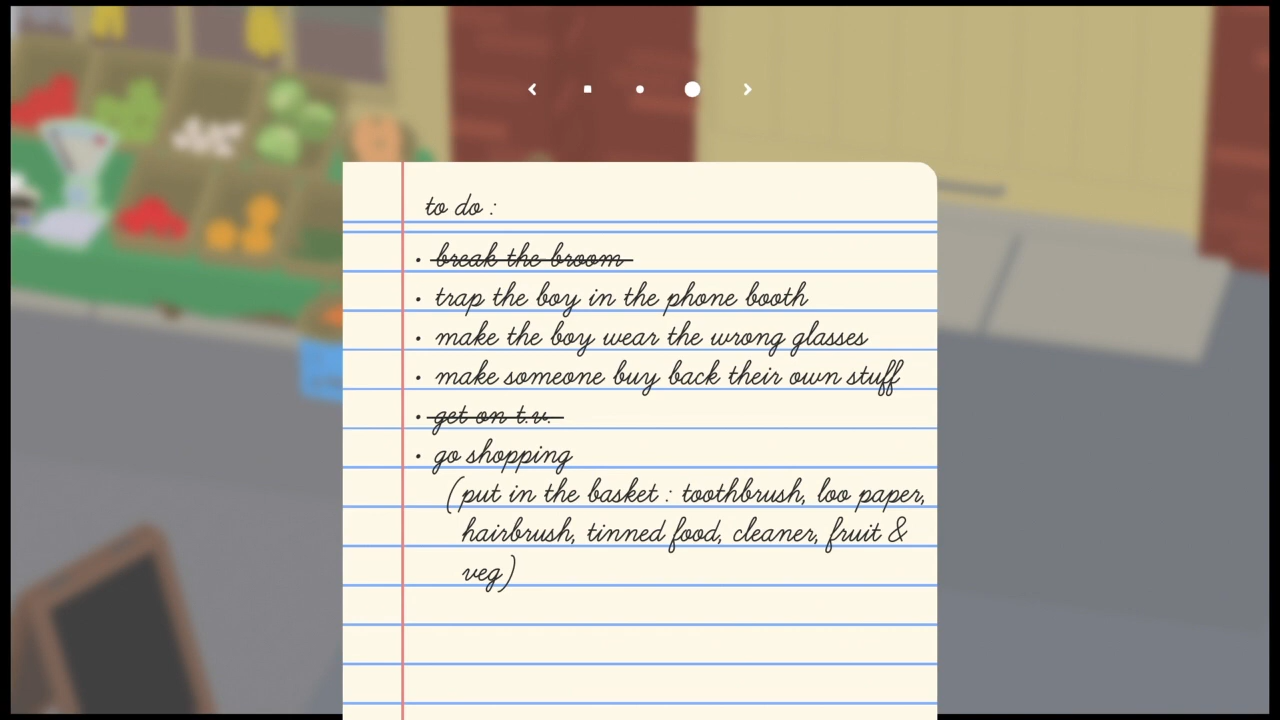 to do :
• break the broom
• trap the boy in the phone booth
• make the boy wear the wrong glasses
• make someone buy back their own stuff
• get on t.v.
• go shopping
(put in the basket : toothbrush, loo paper,
hairbrush, tinned food, cleaner, fruit &
veg)